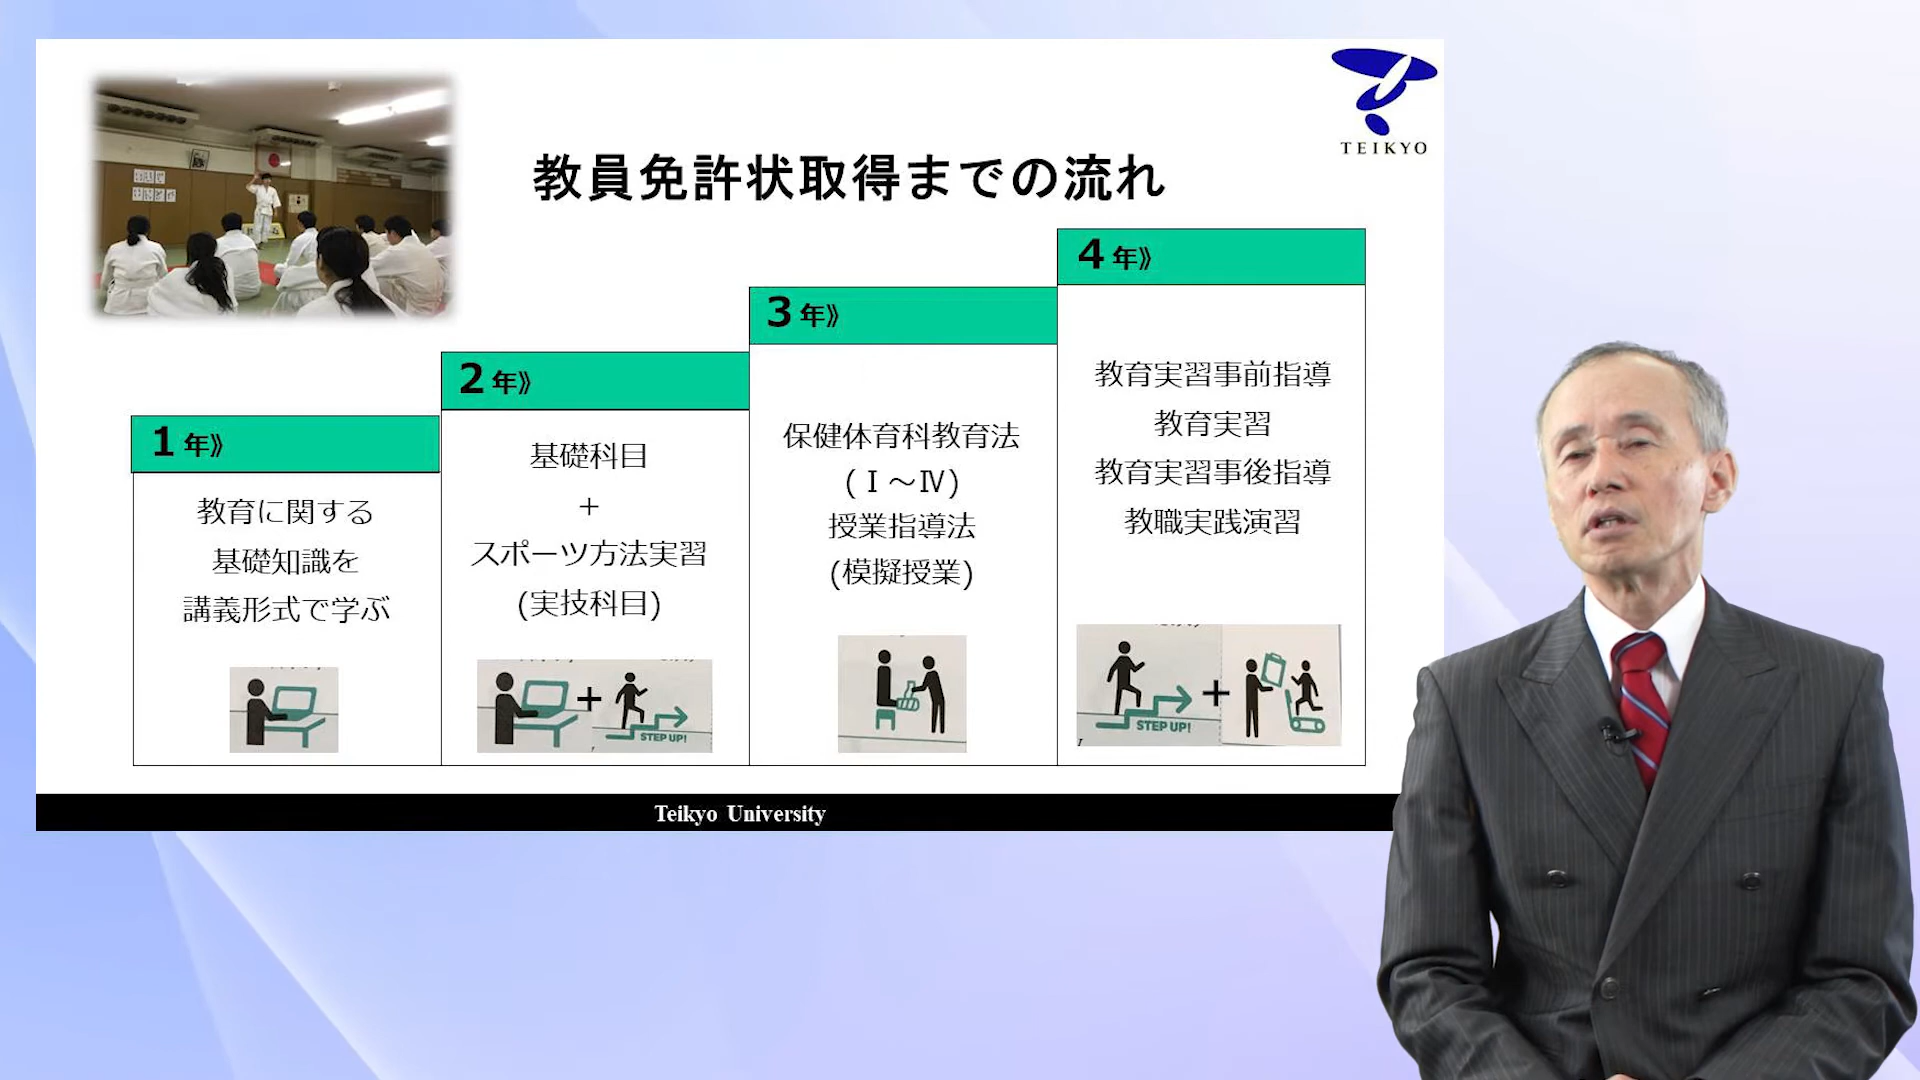 TEIKYO
教員免許状取得までの流れ
1年》
教育に関する
基礎知識を
講義形式で学ぶ
2年》
基礎科目
+
スポーツ方法実習
(実技科目)
+
STEP UP!
3年》
保健体育科教育法
(Ⅰ～Ⅳ)
授業指導法
(模擬授業)
4年》
教育実習事前指導
教育実習
教育実習事後指導
教職実践演習
STEP UP!
+
Teikyo University